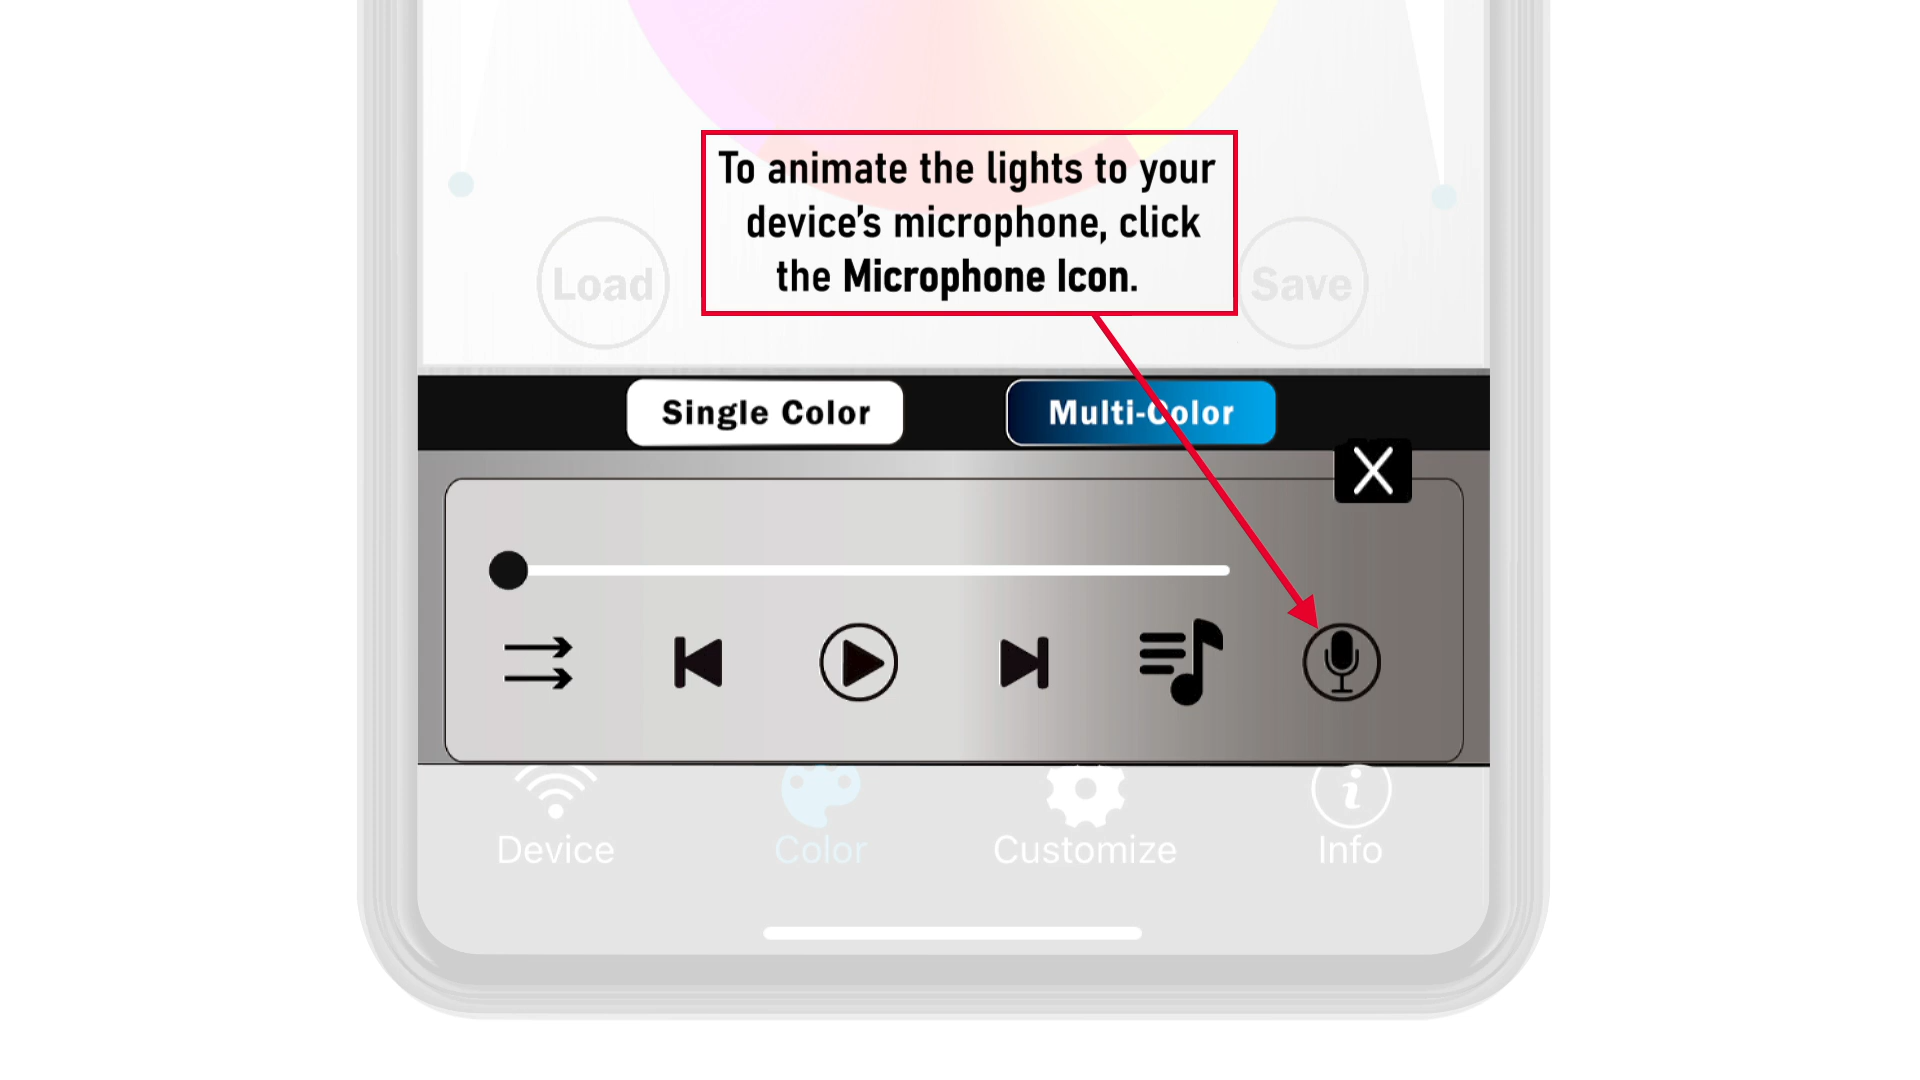 To animate the lights to your
device’s microphone, click
the Microphone Icon.
Load
Save
Single Color
Multi-Color
X
Device
Color
Customize
Info